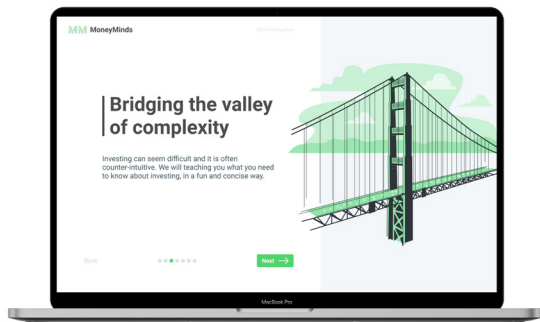 MM MoneyMinds
Bridging the valley
of complexity
Investing can seem difficult and it is often
counter-intuitive. We will teaching you what you need
to know about investing, in a fun and concise way.
Back
Next
MacBook Pro